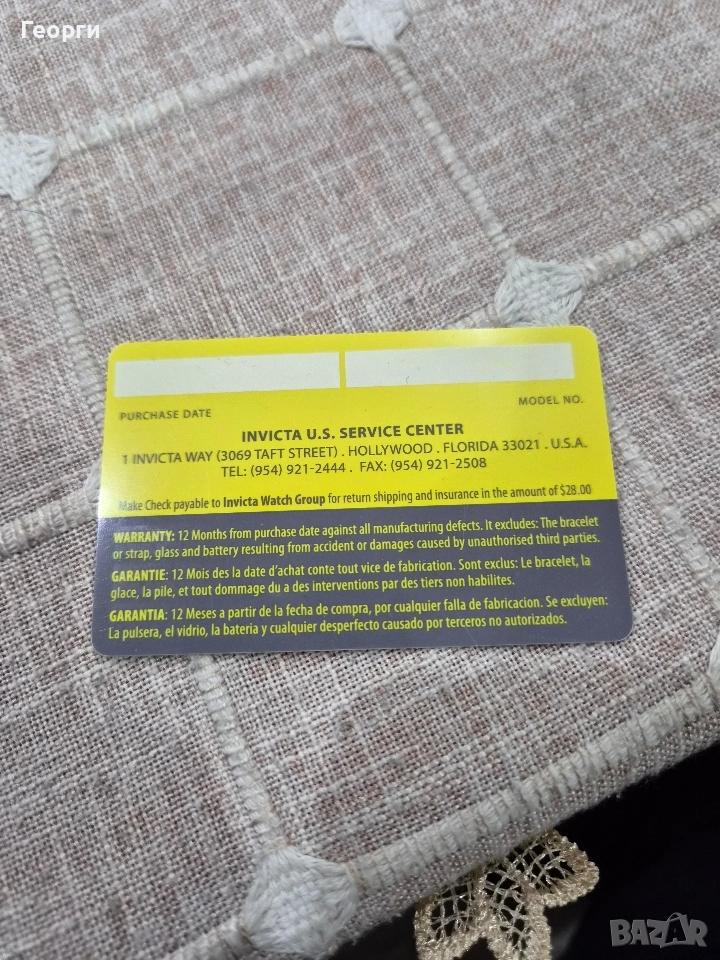 Георги
PURCHASE DATE
MODEL NO.
INVICTA U.S. SERVICE CENTER
1 INVICTA WAY (3069 TAFT STREET) . HOLLYWOOD . FLORIDA 33021 . U.S.A.
TEL: (954) 921-2444 . FAX: (954) 921-2508
Make Check payable to Invicta Watch Group for return shipping and insurance in the amount of $28.00
WARRANTY: 12 Months from purchase date against all manufacturing defects. It excludes: The bracelet
or strap, glass and battery resulting from accident or damages caused by unauthorised third parties.
GARANTIE: 12 Mois des la date d'achat conte tout vice de fabrication. Sont exclus: Le bracelet, la
glace, la pile, et tout dommage du a des interventions par des tiers non habilites.
GARANTIA: 12 Meses a partir de la fecha de compra, por cualquier falla de fabricacion. Se excluyen:
La pulsera, el vidrio, la bateria y cualquier desperfecto causado por terceros no autorizados.
BAZAR